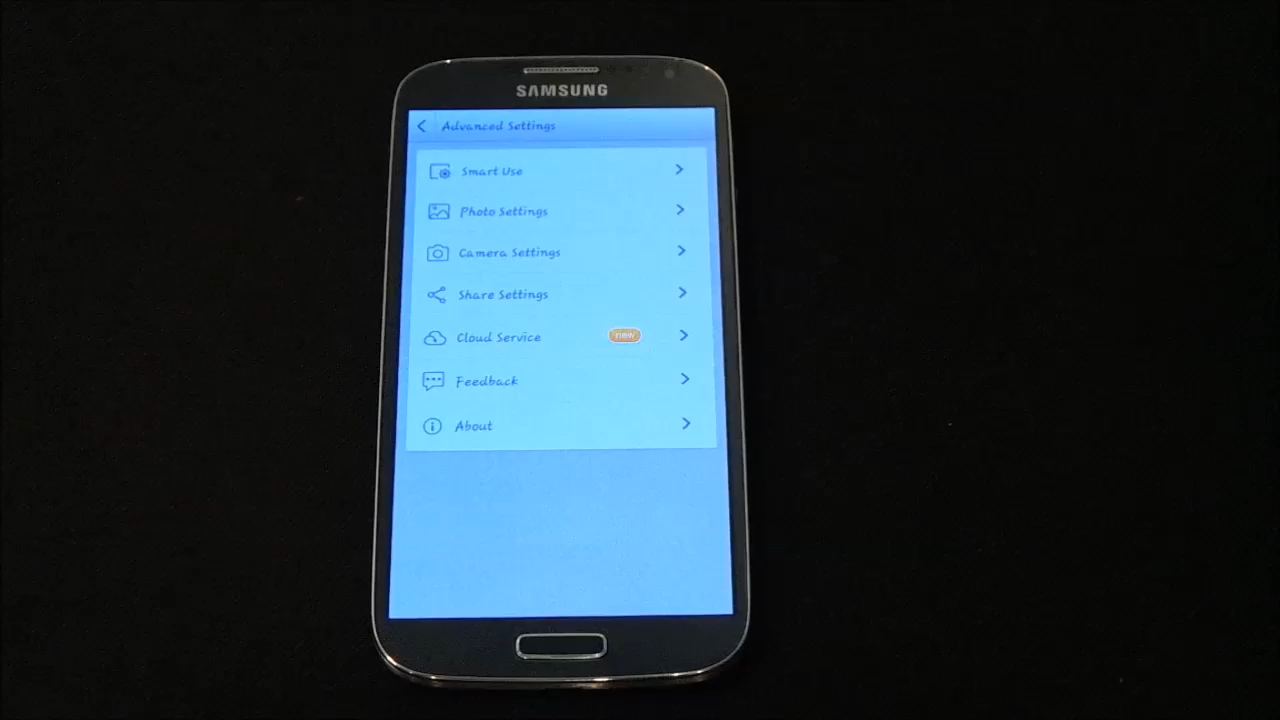 SAMSUNG
Advanced Settings
Smart Use
Photo Settings
Camera Settings
Share Settings
Cloud Service new
Feedback
About